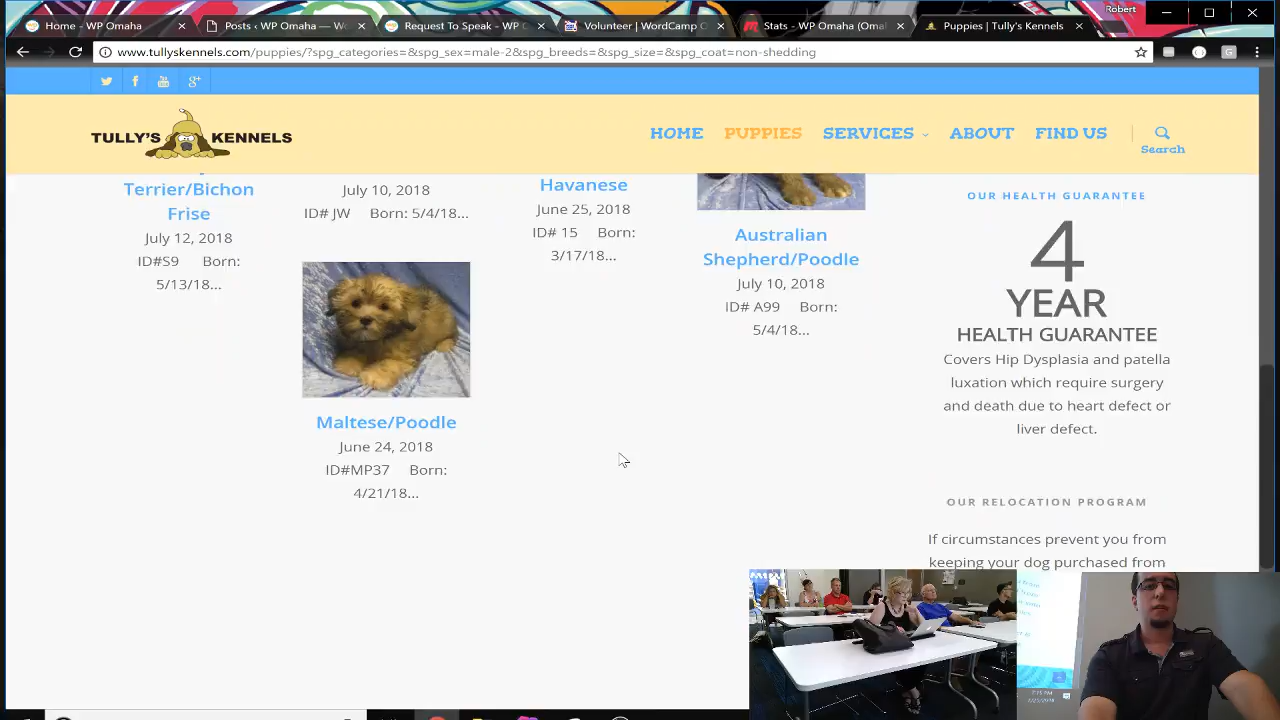 Robert
Home - WP Omaha
Posts ‹ WP Omaha — Wo
Request To Speak - WP C
Volunteer | WordCamp O
Stats - WP Omaha (Omah
Puppies | Tully's Kennels
www.tullyskennels.com/puppies/?spg_categories=&spg_sex=male-2&spg_breeds=&spg_size=&spg_coat=non-shedding
TULLY'S KENNELS
HOME
PUPPIES
SERVICES
ABOUT
FIND US
Search
Terrier/Bichon
Frise
July 12, 2018
ID#S9 Born:
5/13/18...
July 10, 2018
ID# JW Born: 5/4/18...
Maltese/Poodle
June 24, 2018
ID#MP37 Born:
4/21/18...
Havanese
June 25, 2018
ID# 15 Born:
3/17/18...
Australian
Shepherd/Poodle
July 10, 2018
ID# A99 Born:
5/4/18...
OUR HEALTH GUARANTEE
4
YEAR
HEALTH GUARANTEE
Covers Hip Dysplasia and patella
luxation which require surgery
and death due to heart defect or
liver defect.
OUR RELOCATION PROGRAM
If circumstances prevent you from
keeping your dog purchased from